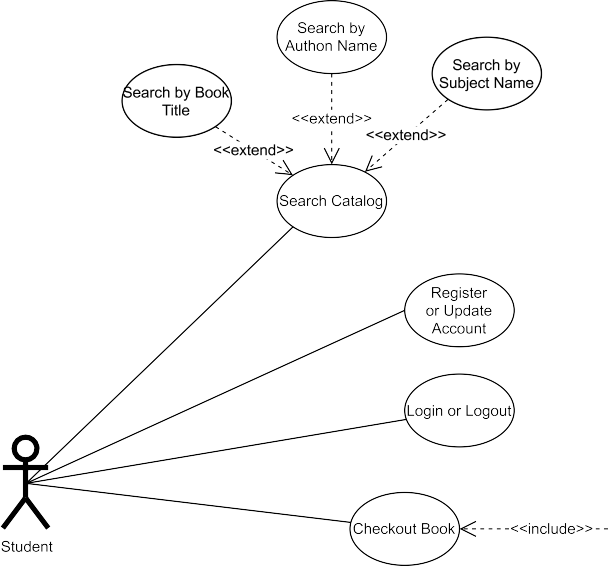 Search by
Authon Name
Search by
Subject Name
Search by Book
Title
<<extend>>
<<extend>>
<<extend>>
Search Catalog
Register
or Update
Account
Login or Logout
Checkout Book
<<include>>
Student